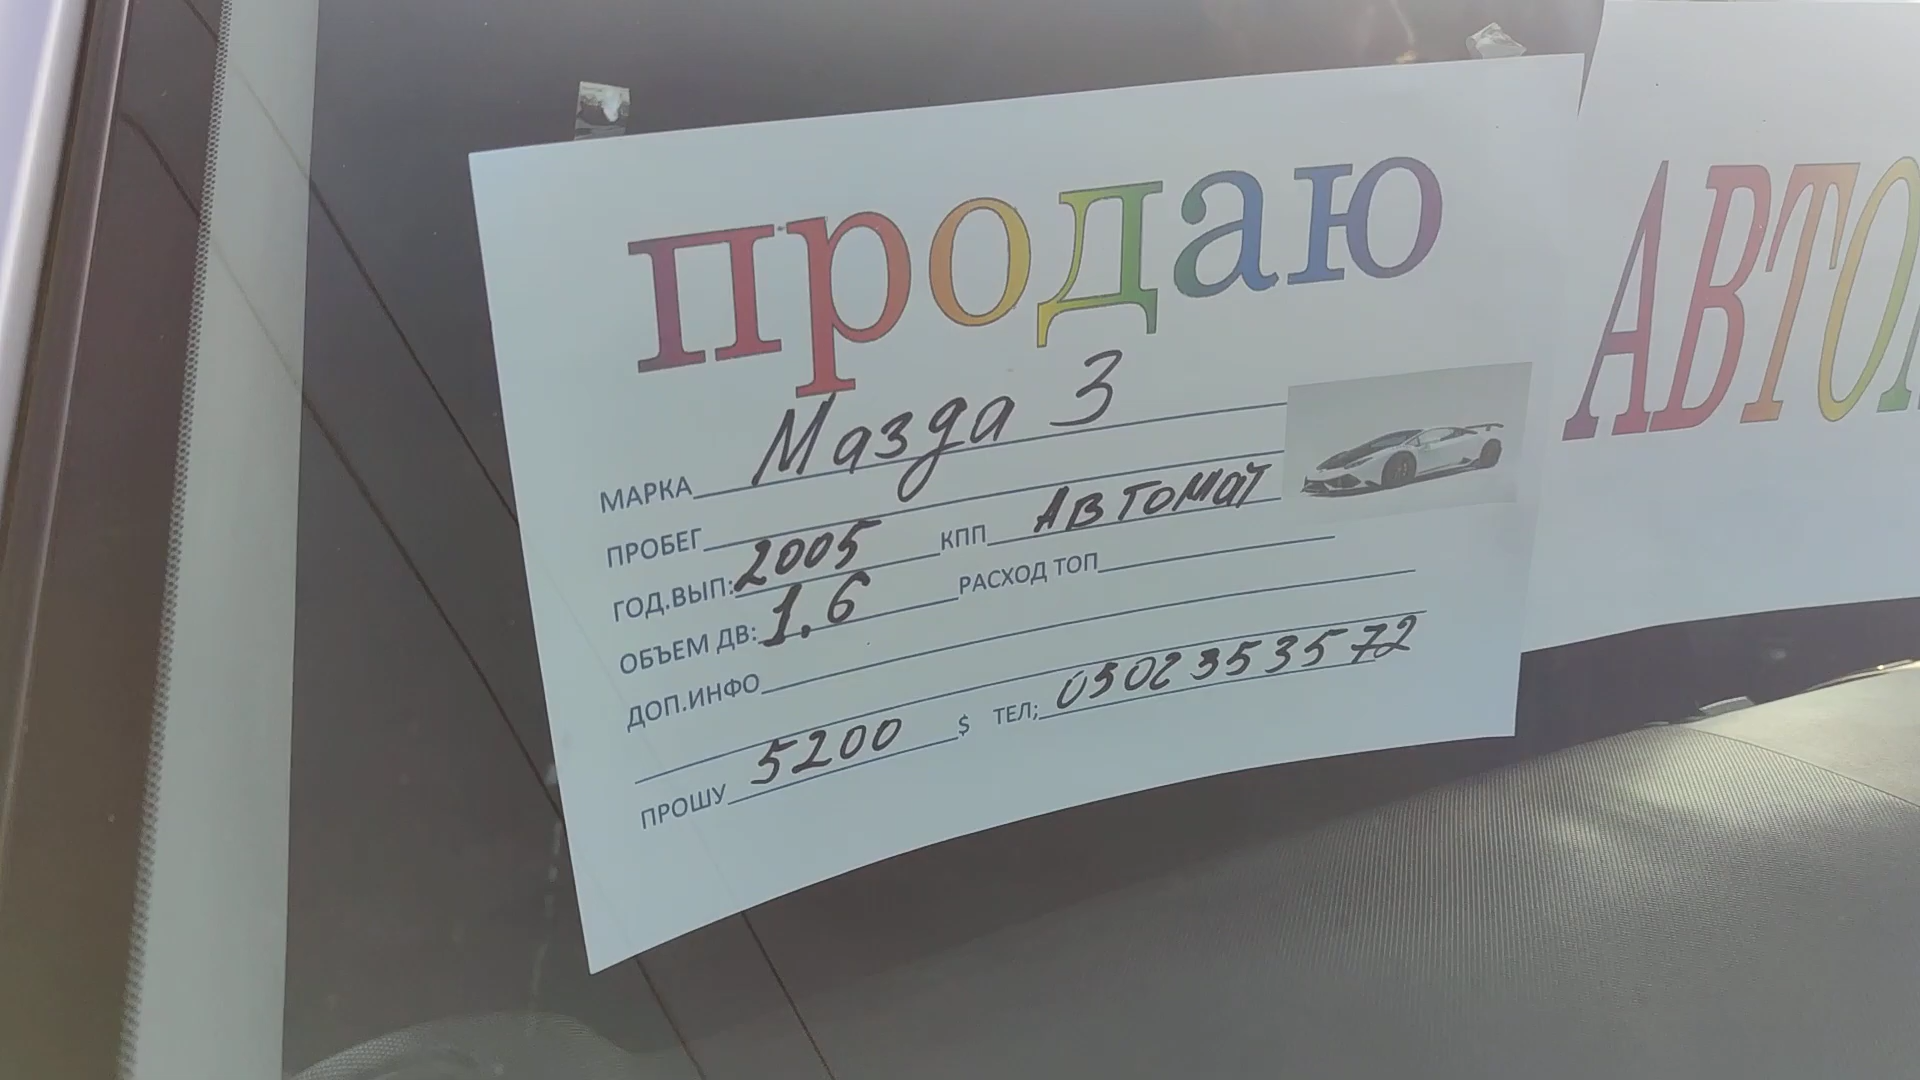 продаю
МАРКА Мазда 3
ПРОБЕГ
ГОД.ВЫП: 2005 КПП Автомат
ОБЪЕМ ДВ: 1.6 РАСХОД ТОП
ДОП.ИНФО
ПРОШУ 5200 $ ТЕЛ; 0502353572
АВТО